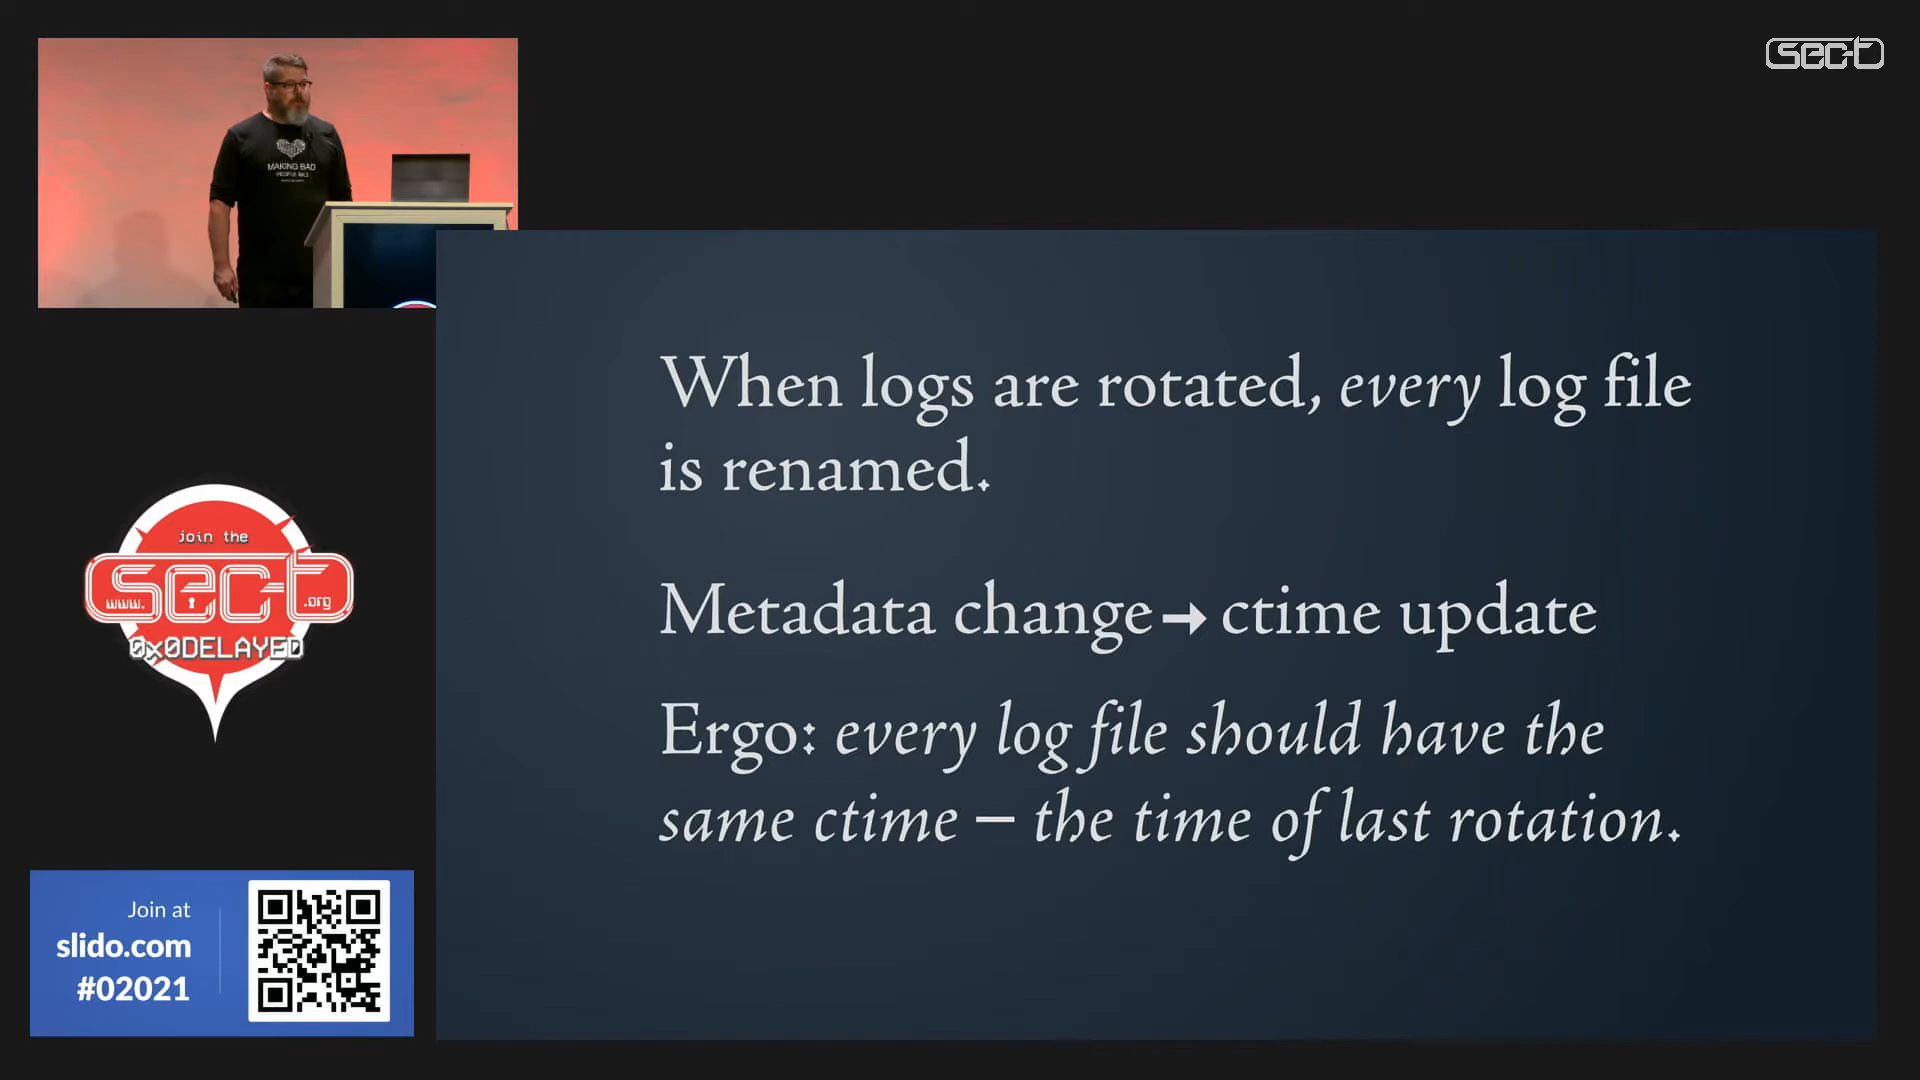 sec-t
MAKING BAD
When logs are rotated, every log file
is renamed.
Metadata change → ctime update
Ergo: every log file should have the
same ctime – the time of last rotation.
join the
sec-t
www. .org
0x0DELAYED
Join at
slido.com
#02021